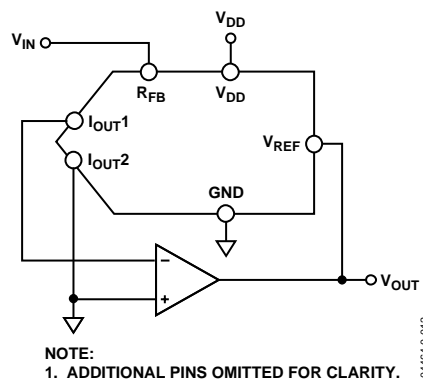 VDD
VIN
RFB
VDD
IOUT1
VREF
IOUT2
GND
−
+
VOUT
NOTE:
1. ADDITIONAL PINS OMITTED FOR CLARITY.